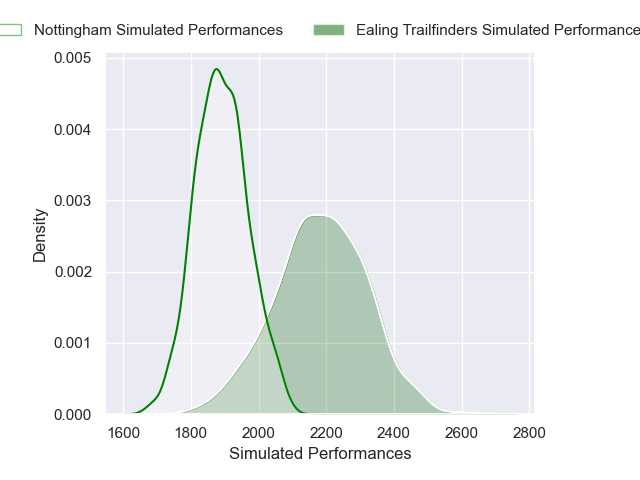 Nottingham Simulated Performances
Ealing Trailfinders Simulated Performance
0.005
0.004
0.003
0.002
0.001
0.000
Density
1600 1800 2000 2200 2400 2600 2800
Simulated Performances